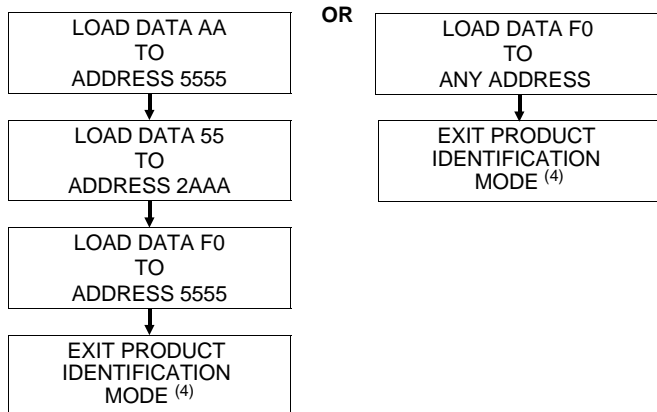 LOAD DATA AA
TO
ADDRESS 5555
LOAD DATA 55
TO
ADDRESS 2AAA
LOAD DATA F0
TO
ADDRESS 5555
EXIT PRODUCT
IDENTIFICATION
MODE (4)
OR
LOAD DATA F0
TO
ANY ADDRESS
EXIT PRODUCT
IDENTIFICATION
MODE (4)